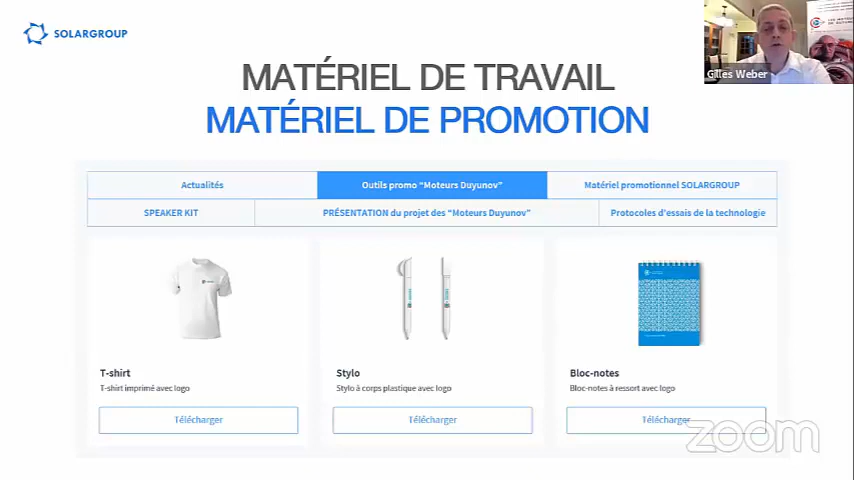 SOLARGROUP
MATÉRIEL DE TRAVAIL
MATÉRIEL DE PROMOTION
Gilles Weber
Actualités
Outils promo "Moteurs Duyunov"
Matériel promotionnel SOLARGROUP
SPEAKER KIT
PRÉSENTATION du projet des "Moteurs Duyunov"
Protocoles d'essais de la technologie
T-shirt
T-shirt imprimé avec logo
Télécharger
Stylo
Stylo à corps plastique avec logo
Télécharger
Bloc-notes
Bloc-notes à ressort avec logo
Télécharger
zoom